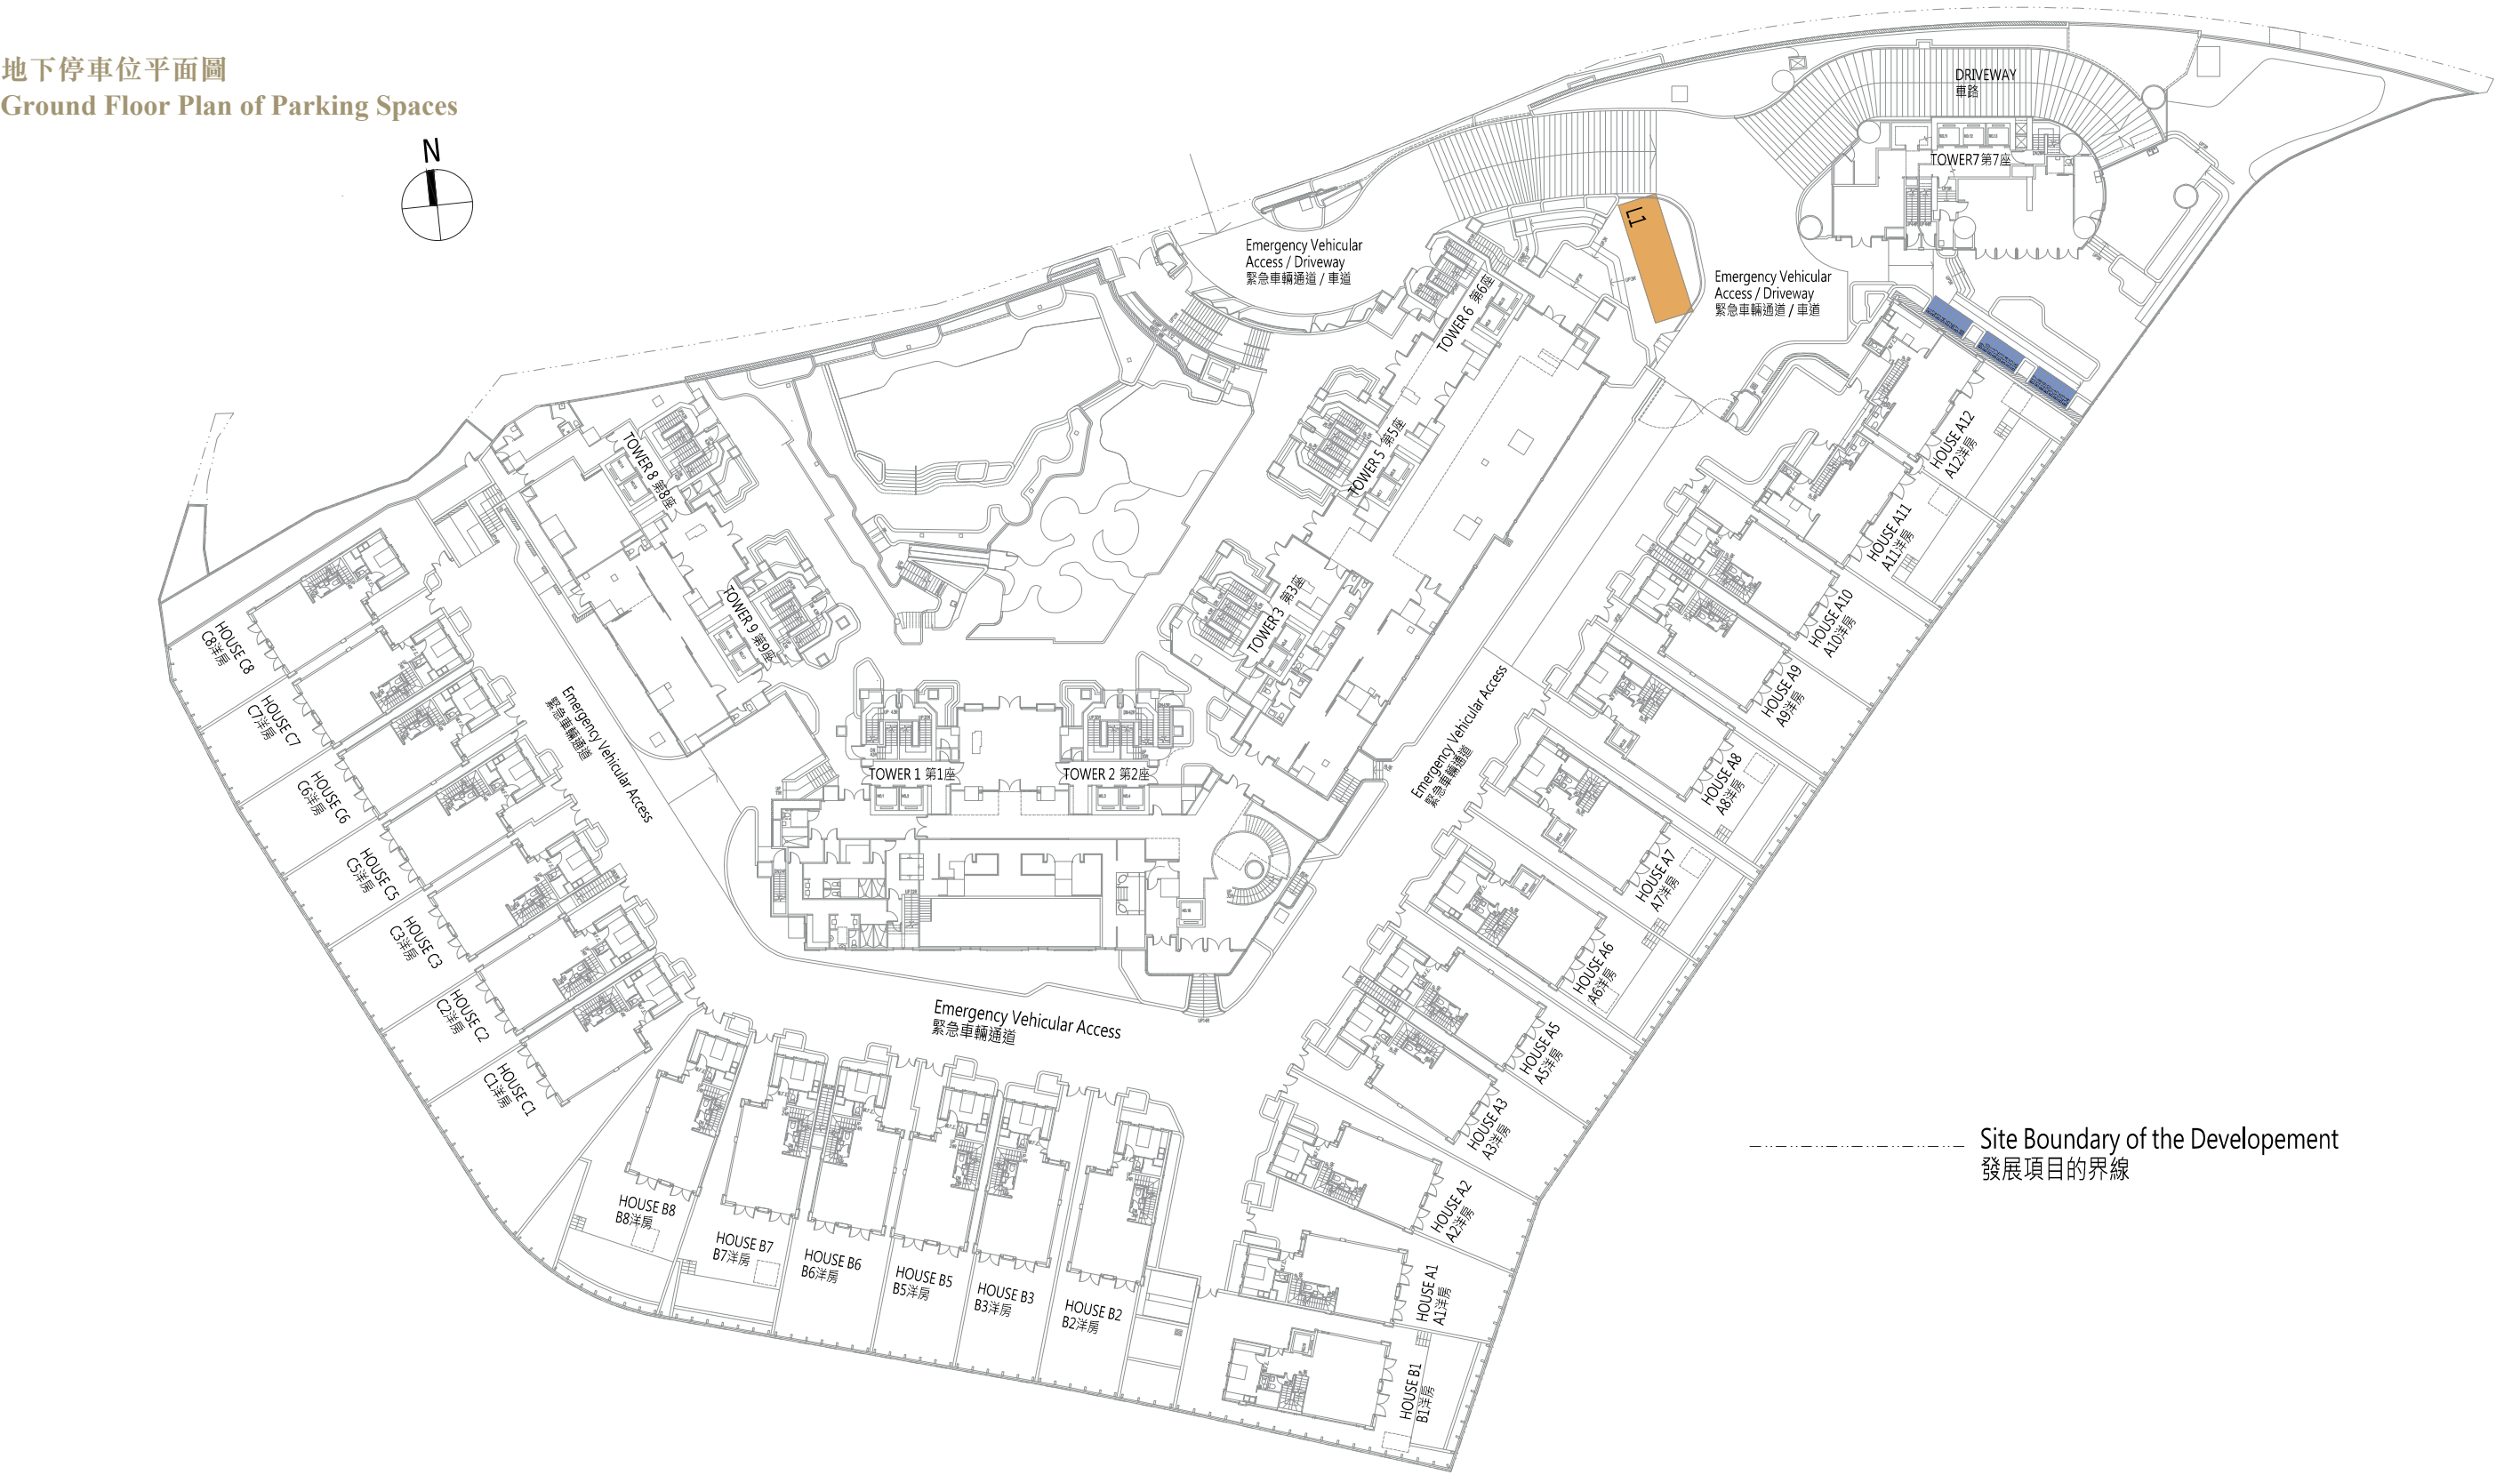 地下停車位平面圖
Ground Floor Plan of Parking Spaces
N
DRIVEWAY
車路
TOWER7 第7座
L1
Emergency Vehicular
Access / Driveway
緊急車輛通道 / 車道
Emergency Vehicular
Access / Driveway
緊急車輛通道 / 車道
TOWER 6 第6座
TOWER 5 第5座
TOWER 3 第3座
TOWER 8 第8座
TOWER 9 第9座
TOWER 1 第1座
TOWER 2 第2座
HOUSE A12
A12洋房
HOUSE A11
A11洋房
HOUSE A10
A10洋房
HOUSE A9
A9洋房
HOUSE A8
A8洋房
HOUSE A7
A7洋房
HOUSE A6
A6洋房
HOUSE A5
A5洋房
HOUSE A3
A3洋房
HOUSE A2
A2洋房
HOUSE A1
A1洋房
HOUSE B1
B1洋房
Emergency Vehicular Access
緊急車輛通道
Emergency Vehicular Access
緊急車輛通道
Emergency Vehicular Access
緊急車輛通道
HOUSE C8
C8洋房
HOUSE C7
C7洋房
HOUSE C6
C6洋房
HOUSE C5
C5洋房
HOUSE C3
C3洋房
HOUSE C2
C2洋房
HOUSE C1
C1洋房
HOUSE B8
B8洋房
HOUSE B7
B7洋房
HOUSE B6
B6洋房
HOUSE B5
B5洋房
HOUSE B3
B3洋房
HOUSE B2
B2洋房
Site Boundary of the Developement
發展項目的界線